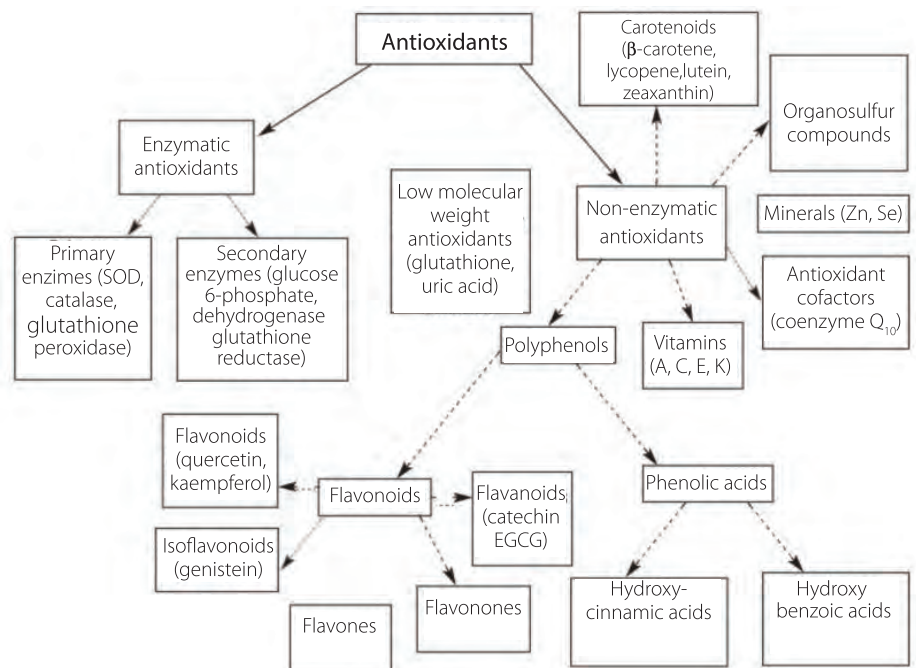 Antioxidants
Carotenoids
(β-carotene,
lycopene,lutein,
zeaxanthin)
Organosulfur
compounds
Enzymatic
antioxidants
Low molecular
weight
antioxidants
(glutathione,
uric acid)
Non-enzymatic
antioxidants
Minerals (Zn, Se)
Primary
enzimes (SOD,
catalase,
glutathione
peroxidase)
Secondary
enzymes (glucose
6-phosphate,
dehydrogenase
glutathione
reductase)
Antioxidant
cofactors
(coenzyme Q10)
Polyphenols
Vitamins
(A, C, E, K)
Flavonoids
(quercetin,
kaempferol)
Flavonoids
Flavanoids
(catechin
EGCG)
Phenolic acids
Isoflavonoids
(genistein)
Flavones
Flavonones
Hydroxy-
cinnamic acids
Hydroxy
benzoic acids